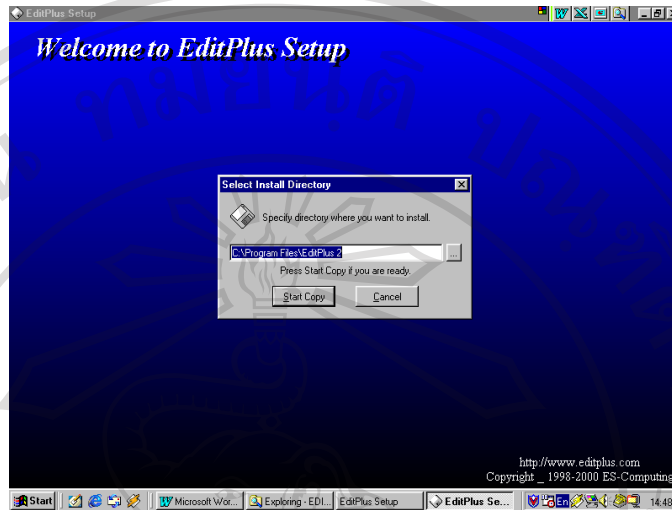 EditPlus Setup
Welcome to EditPlus Setup
Select Install Directory
Specify directory where you want to install.
C:\Program Files\EditPlus 2
...
Press Start Copy if you are ready.
Start Copy
Cancel
http://www.editplus.com
Copyright _ 1998-2000 ES-Computing
Start
Microsoft Wor...
Exploring - EDI...
EditPlus Setup
EditPlus Se...
En
14:48